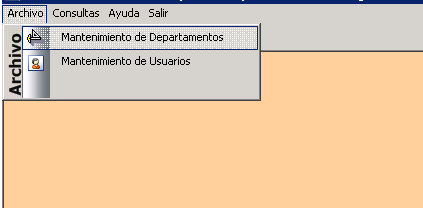 Archivo Consultas Ayuda Salir
Archivo
Mantenimiento de Departamentos
Mantenimiento de Usuarios